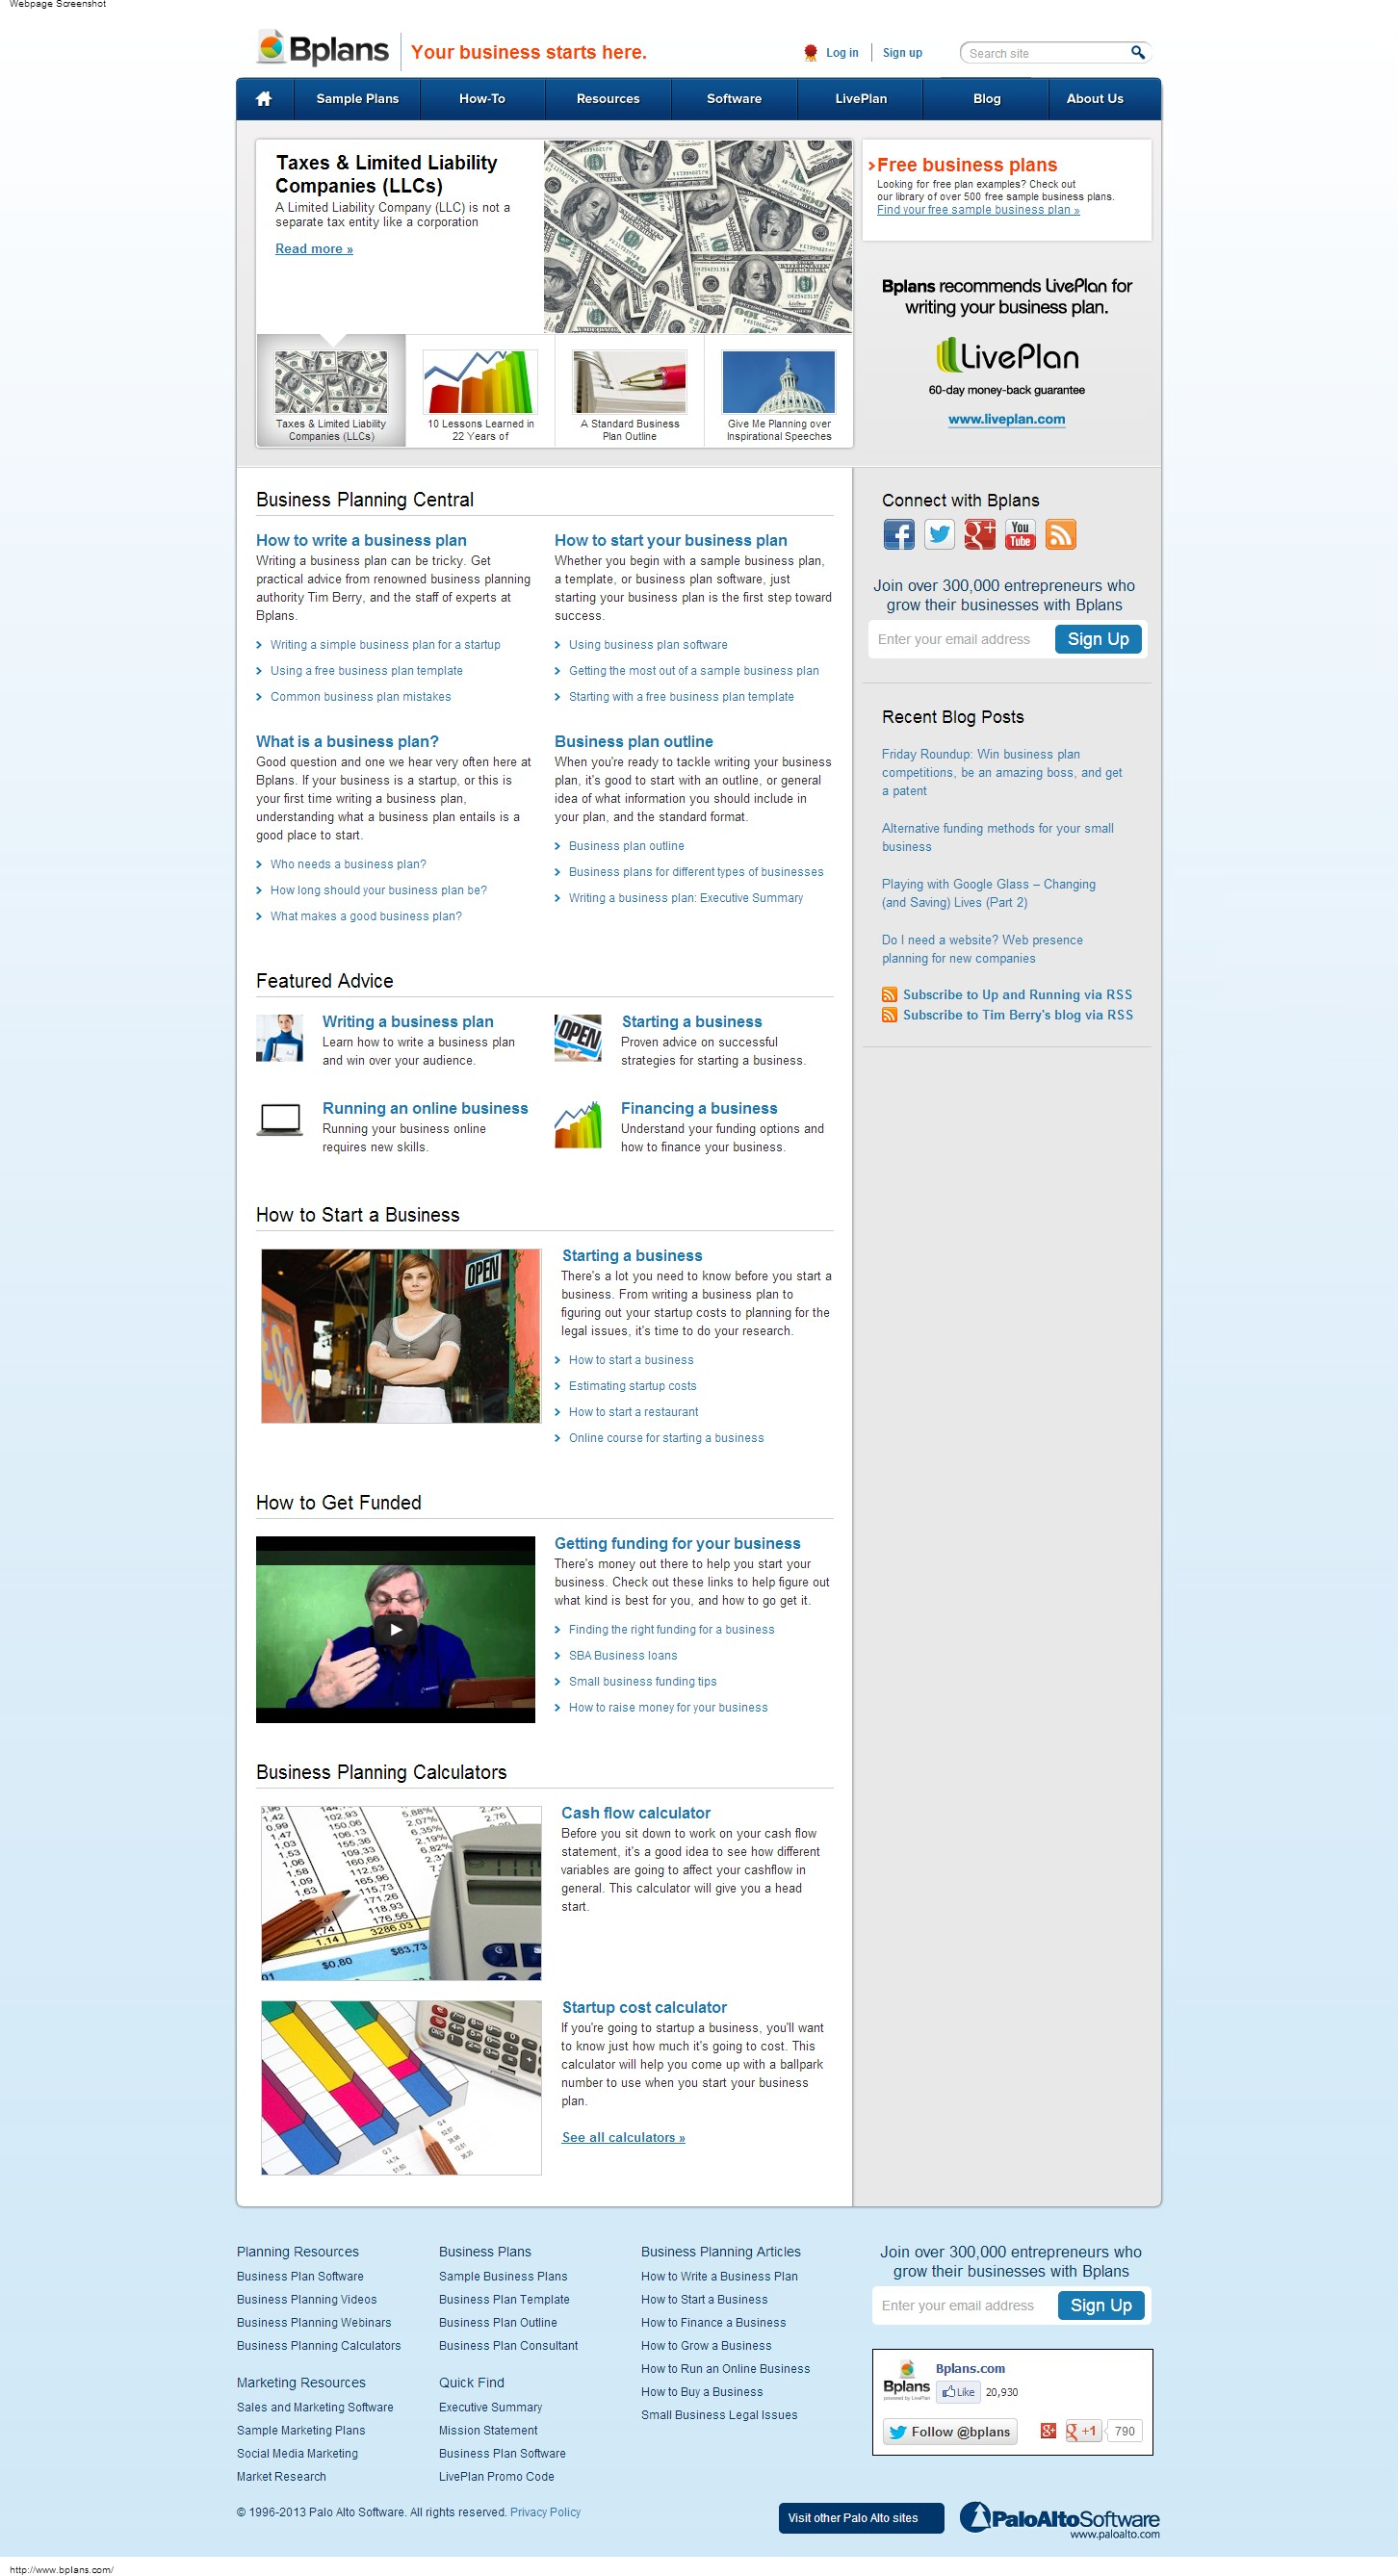 Webpage Screenshot
Bplans
Your business starts here.
Log in
Sign up
Search site
Sample Plans
How-To
Resources
Software
LivePlan
Blog
About Us
Taxes & Limited Liability
Companies (LLCs)
A Limited Liability Company (LLC) is not a
separate tax entity like a corporation
Read more »
Taxes & Limited Liability
Companies (LLCs)
10 Lessons Learned in
22 Years of
A Standard Business
Plan Outline
Give Me Planning over
Inspirational Speeches
Free business plans
Looking for free plan examples? Check out
our library of over 500 free sample business plans.
Find your free sample business plan »
Bplans recommends LivePlan for
writing your business plan.
LivePlan
60-day money-back guarantee
www.liveplan.com
Business Planning Central
How to write a business plan
Writing a business plan can be tricky. Get
practical advice from renowned business planning
authority Tim Berry, and the staff of experts at
Bplans.
Writing a simple business plan for a startup
Using a free business plan template
Common business plan mistakes
How to start your business plan
Whether you begin with a sample business plan,
a template, or business plan software, just
starting your business plan is the first step toward
success.
Using business plan software
Getting the most out of a sample business plan
Starting with a free business plan template
What is a business plan?
Good question and one we hear very often here at
Bplans. If your business is a startup, or this is
your first time writing a business plan,
understanding what a business plan entails is a
good place to start.
Who needs a business plan?
How long should your business plan be?
What makes a good business plan?
Business plan outline
When you're ready to tackle writing your business
plan, it's good to start with an outline, or general
idea of what information you should include in
your plan, and the standard format.
Business plan outline
Business plans for different types of businesses
Writing a business plan: Executive Summary
Connect with Bplans
You
Tube
Join over 300,000 entrepreneurs who
grow their businesses with Bplans
Enter your email address
Sign Up
Recent Blog Posts
Friday Roundup: Win business plan
competitions, be an amazing boss, and get
a patent
Alternative funding methods for your small
business
Playing with Google Glass – Changing
(and Saving) Lives (Part 2)
Do I need a website? Web presence
planning for new companies
Subscribe to Up and Running via RSS
Subscribe to Tim Berry's blog via RSS
Featured Advice
Writing a business plan
Learn how to write a business plan
and win over your audience.
OPEN
Starting a business
Proven advice on successful
strategies for starting a business.
Running an online business
Running your business online
requires new skills.
Financing a business
Understand your funding options and
how to finance your business.
How to Start a Business
OPEN
Starting a business
There's a lot you need to know before you start a
business. From writing a business plan to
figuring out your startup costs to planning for the
legal issues, it's time to do your research.
How to start a business
Estimating startup costs
How to start a restaurant
Online course for starting a business
How to Get Funded
Getting funding for your business
There's money out there to help you start your
business. Check out these links to help figure out
what kind is best for you, and how to go get it.
Finding the right funding for a business
SBA Business loans
Small business funding tips
How to raise money for your business
Business Planning Calculators
Cash flow calculator
Before you sit down to work on your cash flow
statement, it's a good idea to see how different
variables are going to affect your cashflow in
general. This calculator will give you a head
start.
Startup cost calculator
If you're going to startup a business, you'll want
to know just how much it's going to cost. This
calculator will help you come up with a ballpark
number to use when you start your business
plan.
See all calculators »
Planning Resources
Business Plan Software
Business Planning Videos
Business Planning Webinars
Business Planning Calculators
Marketing Resources
Sales and Marketing Software
Sample Marketing Plans
Social Media Marketing
Market Research
Business Plans
Sample Business Plans
Business Plan Template
Business Plan Outline
Business Plan Consultant
Quick Find
Executive Summary
Mission Statement
Business Plan Software
LivePlan Promo Code
Business Planning Articles
How to Write a Business Plan
How to Start a Business
How to Finance a Business
How to Grow a Business
How to Run an Online Business
How to Buy a Business
Small Business Legal Issues
Join over 300,000 entrepreneurs who
grow their businesses with Bplans
Enter your email address
Sign Up
Bplans
powered by LivePlan
Bplans.com
Like
20,930
Follow @bplans
+1
790
© 1996-2013 Palo Alto Software. All rights reserved. Privacy Policy
Visit other Palo Alto sites
PaloAltoSoftware
www.paloalto.com
http://www.bplans.com/